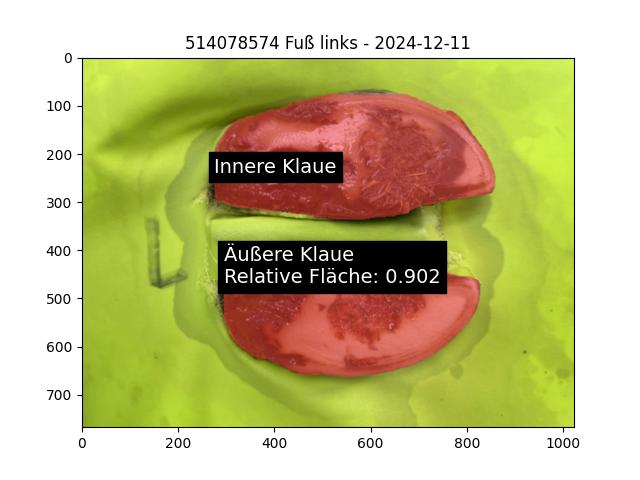 514078574 Fuß links - 2024-12-11
0
100
200
300
400
500
600
700
Innere Klaue
Äußere Klaue
Relative Fläche: 0.902
L
0
200
400
600
800
1000